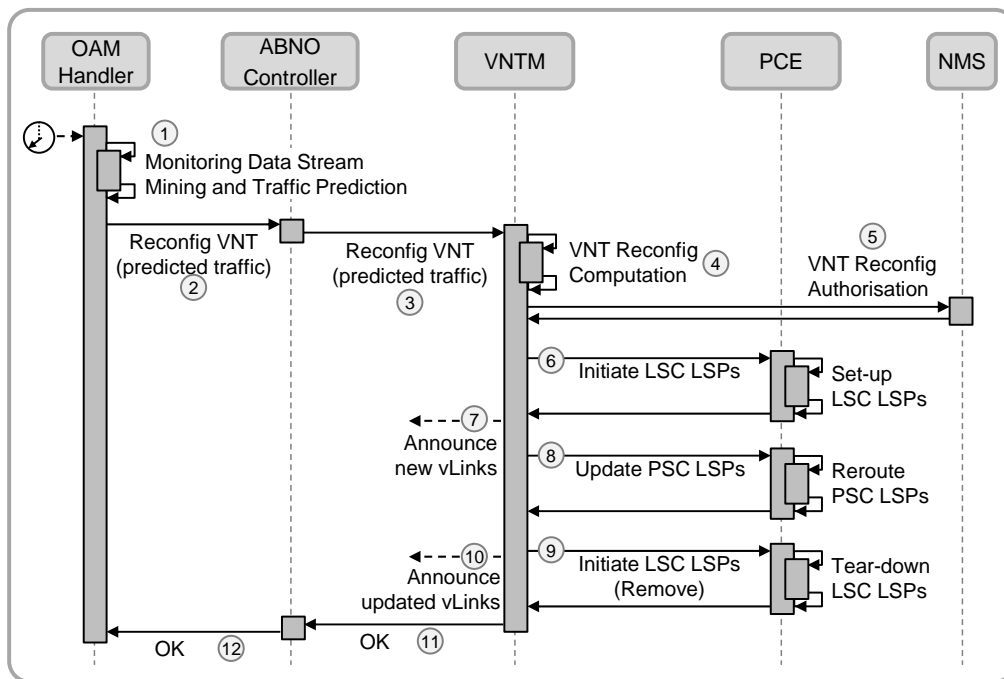 OAM
Handler
ABNO
Controller
VNTM
PCE
NMS
1
Monitoring Data Stream
Mining and Traffic Prediction
Reconfig VNT
(predicted traffic)
2
Reconfig VNT
(predicted traffic)
3
VNT Reconfig
Computation
4
5
VNT Reconfig
Authorisation
6
Initiate LSC LSPs
Set-up
LSC LSPs
7
Announce
new vLinks
8
Update PSC LSPs
Reroute
PSC LSPs
9
Initiate LSC LSPs
(Remove)
Tear-down
LSC LSPs
10
Announce
updated vLinks
OK
11
OK
12